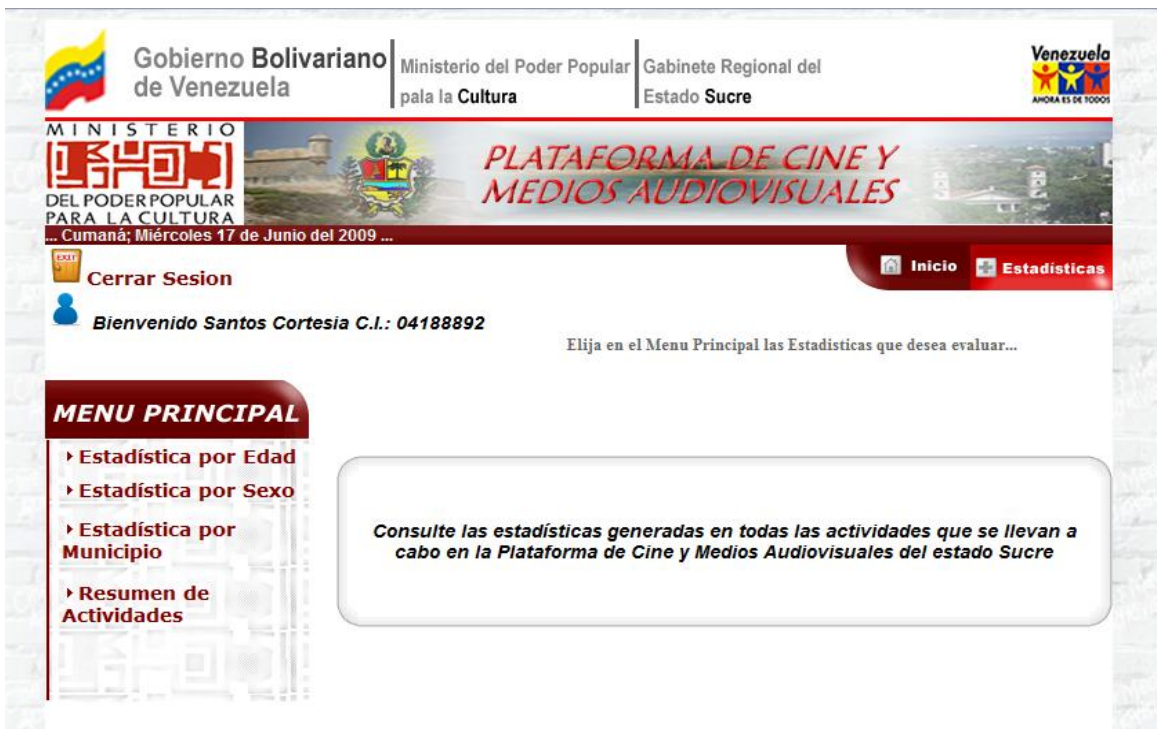 Gobierno Bolivariano
de Venezuela
Ministerio del Poder Popular
pala la Cultura
Gabinete Regional del
Estado Sucre
Venezuela
AHORA ES DE TODOS
MINISTERIO
DEL PODER POPULAR
PARA LA CULTURA
PLATAFORMA DE CINE Y
MEDIOS AUDIOVISUALES
... Cumaná; Miércoles 17 de Junio del 2009 ...
EXIT
Cerrar Sesion
Inicio
Estadísticas
Bienvenido Santos Cortesia C.I.: 04188892
Elija en el Menu Principal las Estadisticas que desea evaluar...
MENU PRINCIPAL
Estadística por Edad
Estadística por Sexo
Estadística por
Municipio
Resumen de
Actividades
Consulte las estadísticas generadas en todas las actividades que se llevan a
cabo en la Plataforma de Cine y Medios Audiovisuales del estado Sucre